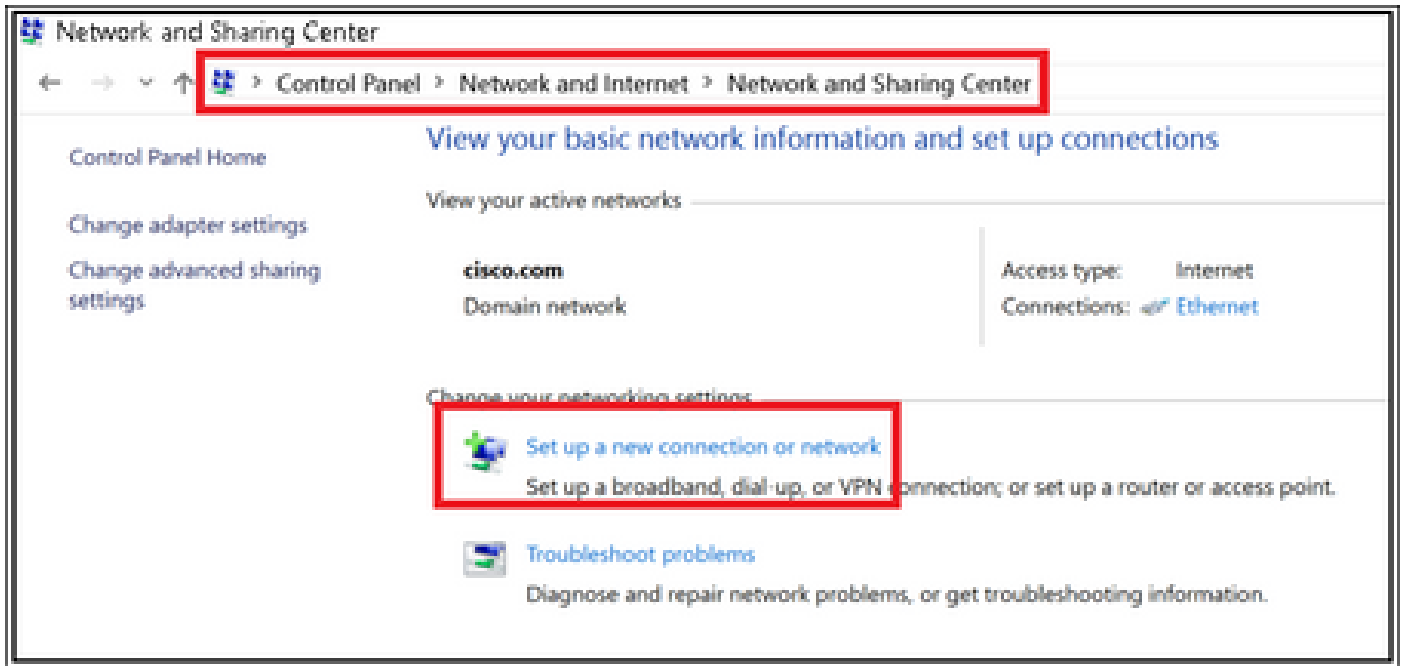 Network and Sharing Center
Control Panel > Network and Internet > Network and Sharing Center
Control Panel Home
Change adapter settings
Change advanced sharing
settings
View your basic network information and set up connections
View your active networks
cisco.com
Domain network
Access type: Internet
Connections: Ethernet
Change your networking settings
Set up a new connection or network
Set up a broadband, dial-up, or VPN connection; or set up a router or access point.
Troubleshoot problems
Diagnose and repair network problems, or get troubleshooting information.